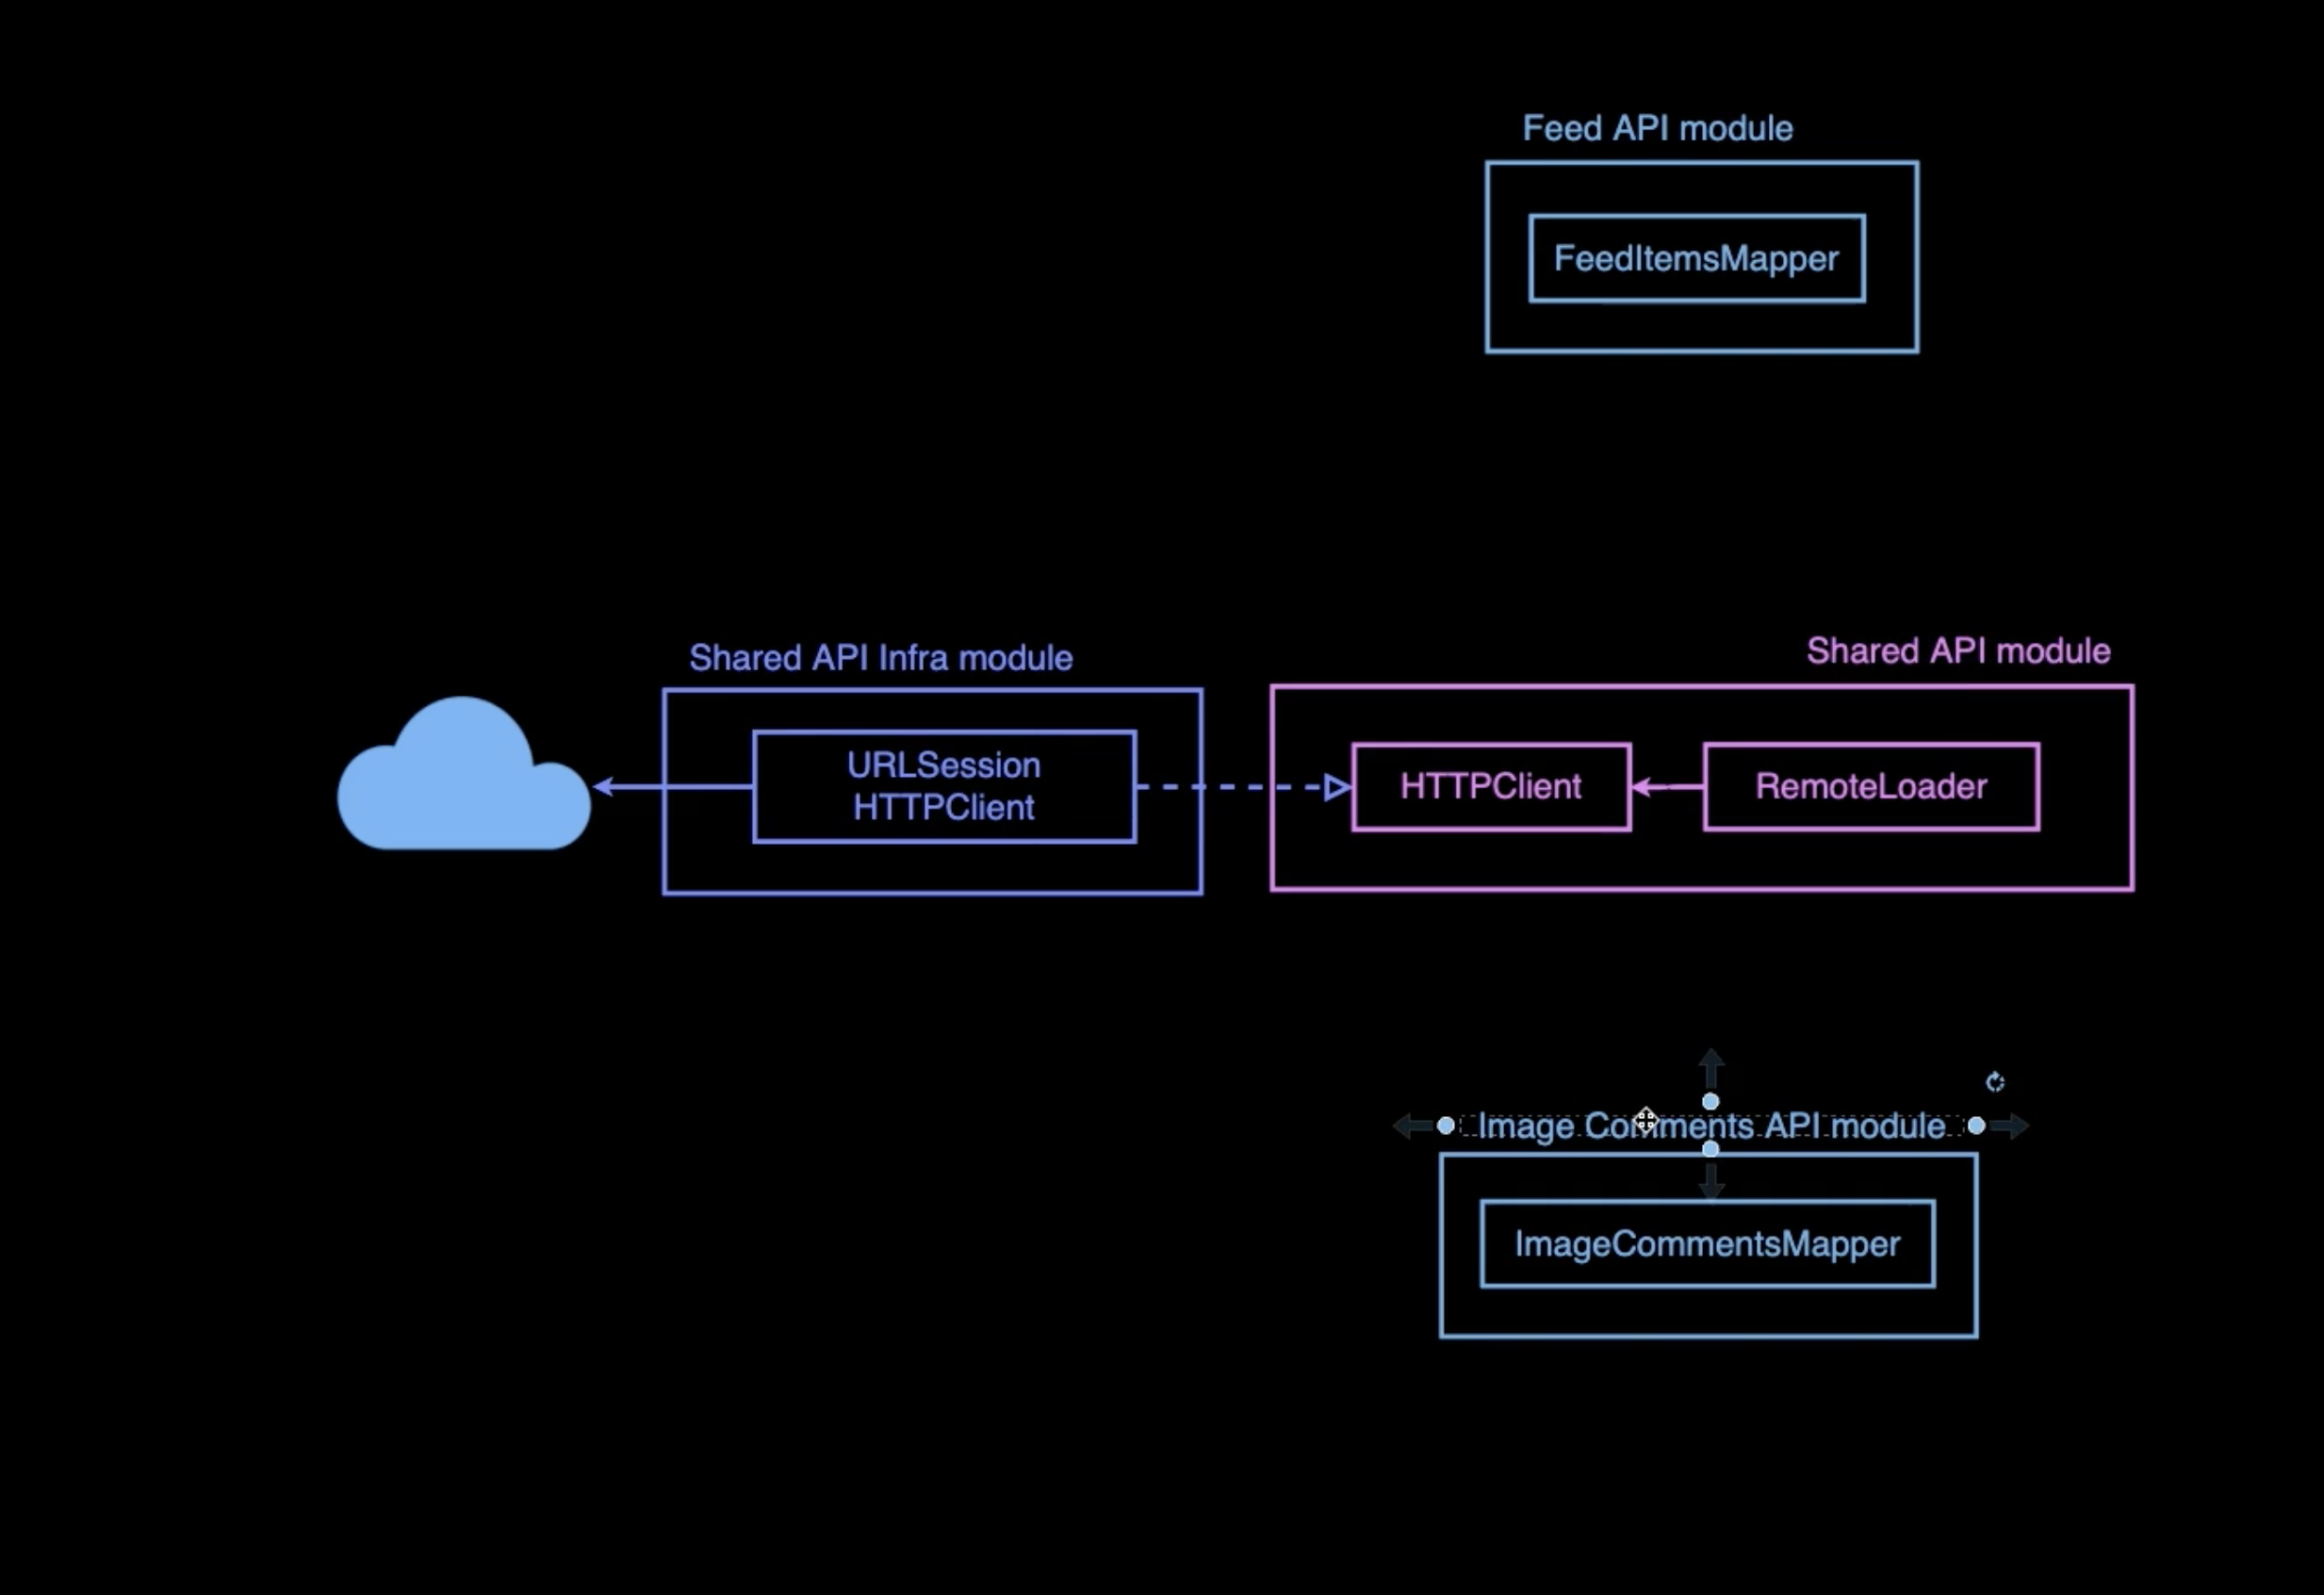 Feed API module
FeedItemsMapper
Shared API Infra module
URLSession
HTTPClient
Shared API module
HTTPClient
RemoteLoader
Image Comments API module
ImageCommentsMapper